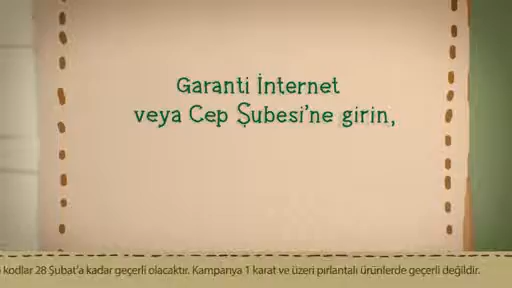 Garanti İnternet
veya Cep Şubesi'ne girin,
kodlar 28 Şubat'a kadar geçerli olacaktır. Kampanya 1 karat ve üzeri pırlantalı ürünlerde geçerli değildir.